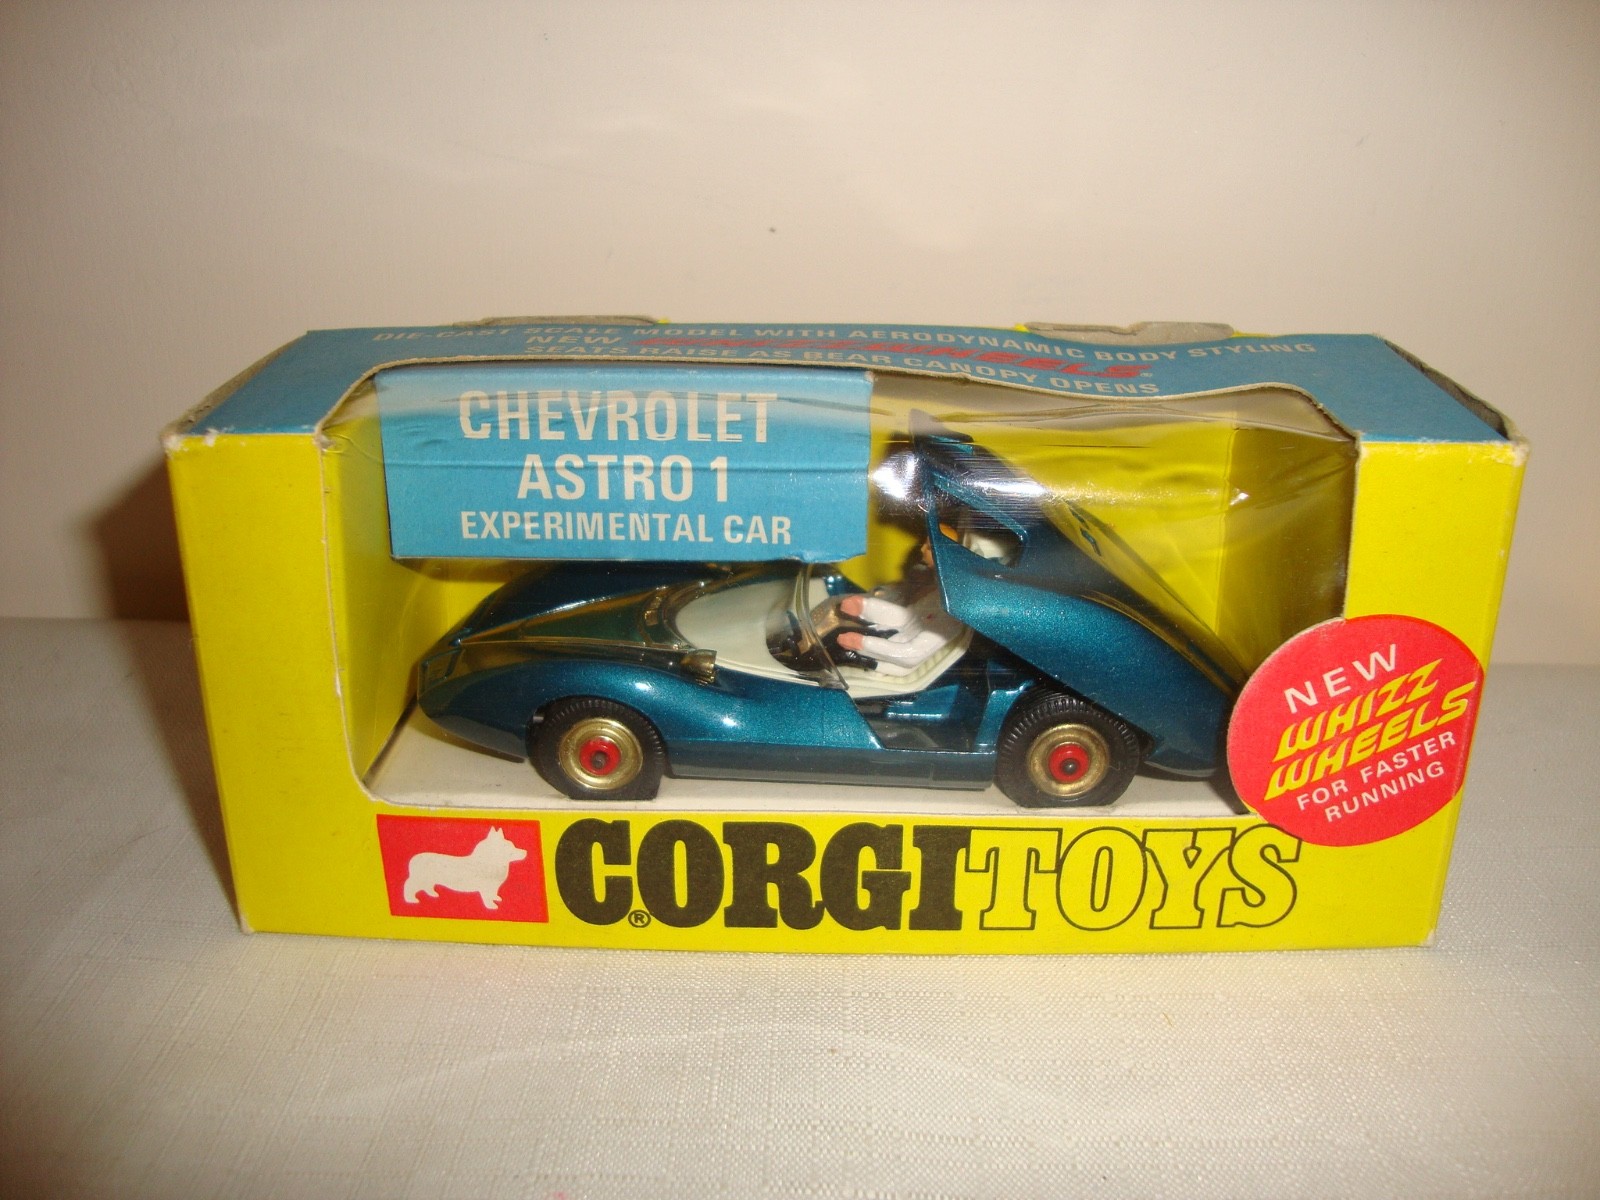 DIE-CAST SCALE MODEL WITH AERODYNAMIC BODY STYLING
NEW WHIZZWHEELS
SEATS RAISE AS REAR CANOPY OPENS
CHEVROLET
ASTRO 1
EXPERIMENTAL CAR
NEW
WHIZZ
WHEELS
FOR FASTER
RUNNING
CORGI TOYS
®